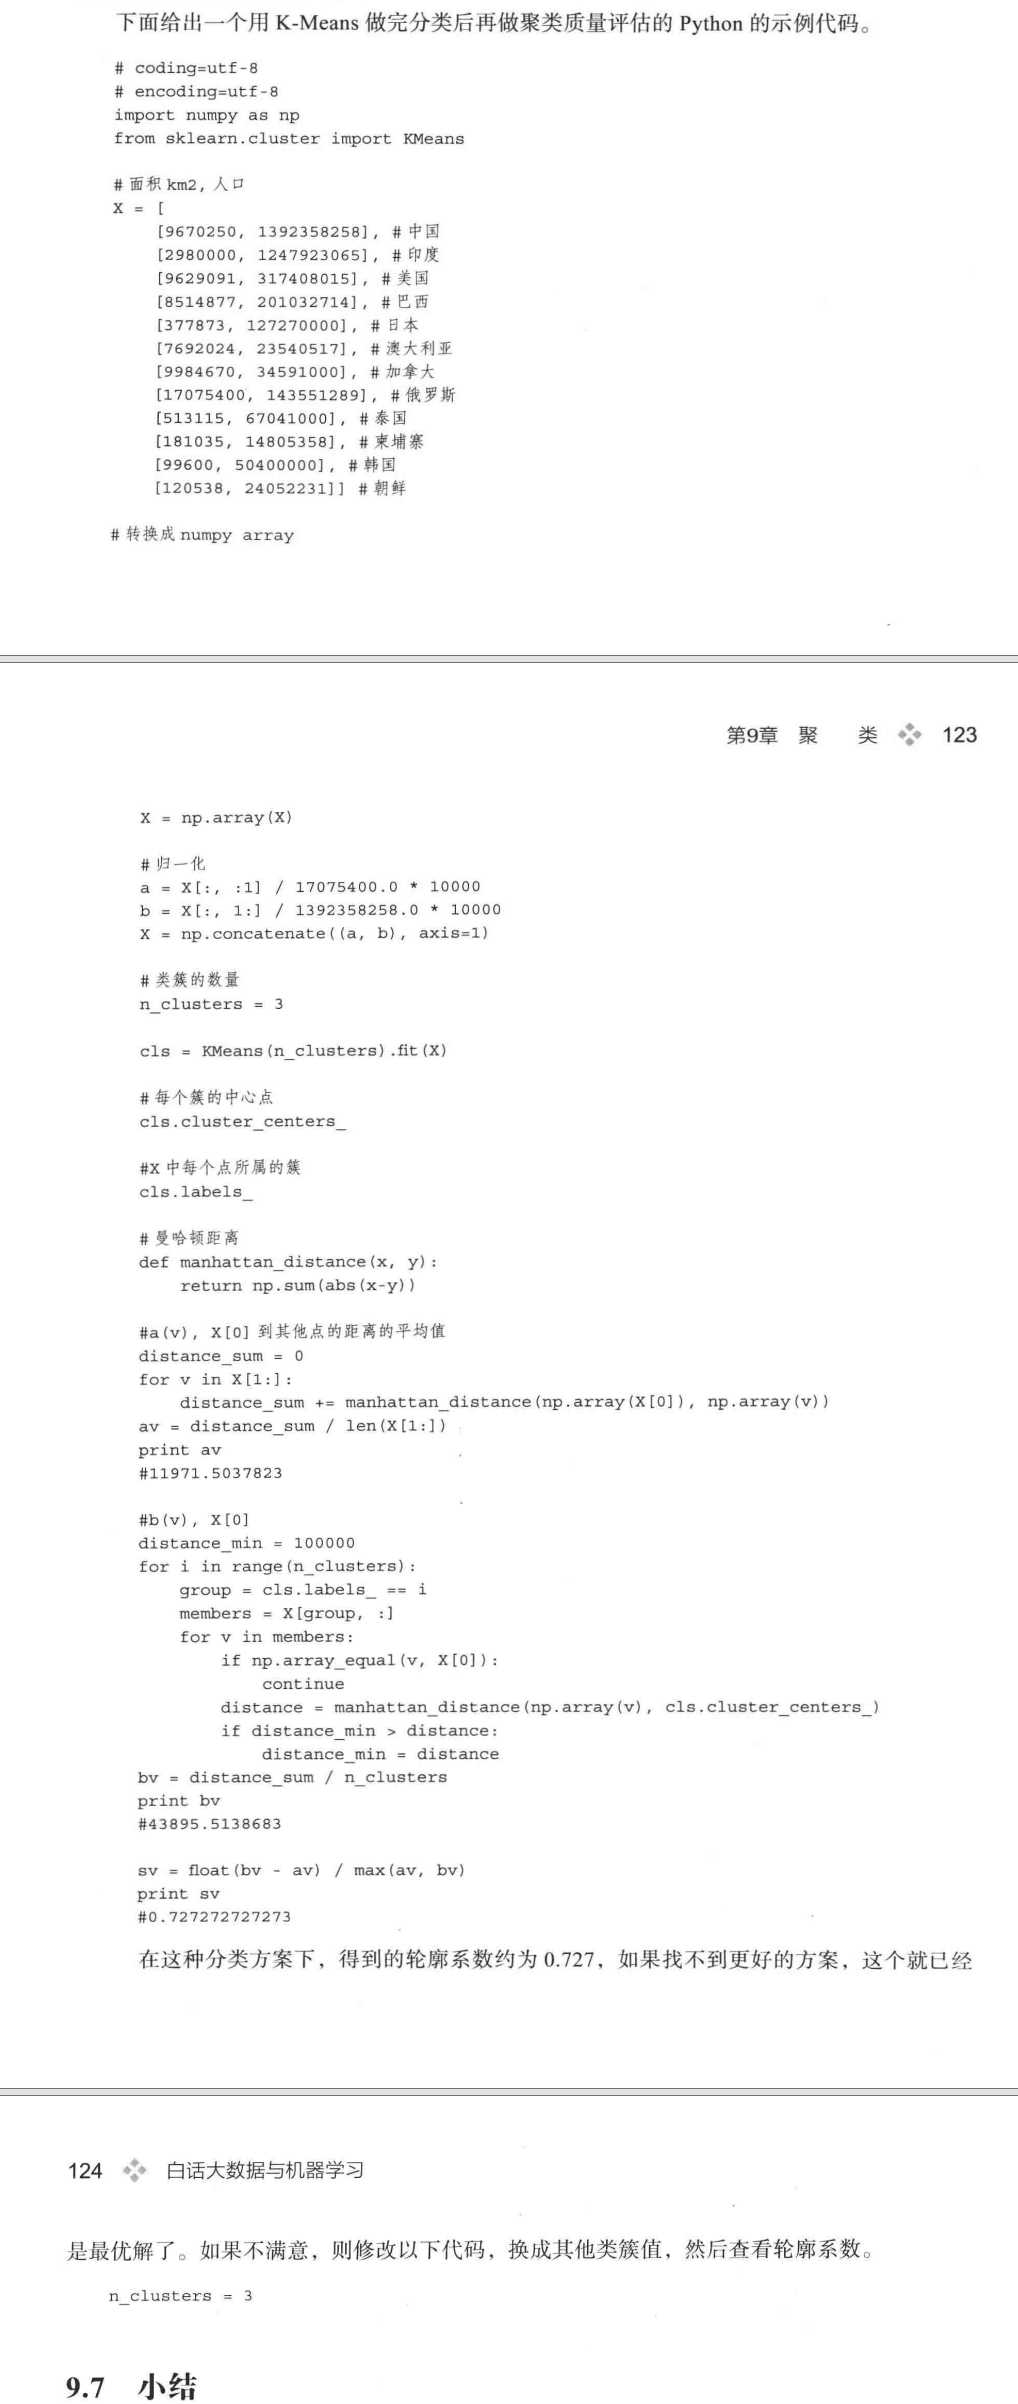 下面给出一个用 K-Means 做完分类后再做聚类质量评估的 Python 的示例代码。
# coding=utf-8
# encoding=utf-8
import numpy as np
from sklearn.cluster import KMeans
# 面积 km2, 人口
X = [
[9670250, 1392358258], # 中国
[2980000, 1247923065], # 印度
[9629091, 317408015], # 美国
[8514877, 201032714], # 巴西
[377873, 127270000], # 日本
[7692024, 23540517], # 澳大利亚
[9984670, 34591000], # 加拿大
[17075400, 143551289], # 俄罗斯
[513115, 67041000], # 泰国
[181035, 14805358], # 柬埔寨
[99600, 50400000], # 韩国
[120538, 24052231]] # 朝鲜
# 转换成 numpy array
第9章 聚 类 123
X = np.array(X)
# 归一化
a = X[:, :1] / 17075400.0 * 10000
b = X[:, 1:] / 1392358258.0 * 10000
X = np.concatenate((a, b), axis=1)
# 类簇的数量
n_clusters = 3
cls = KMeans(n_clusters).fit(X)
# 每个簇的中心点
cls.cluster_centers_
#X 中每个点所属的簇
cls.labels_
# 曼哈顿距离
def manhattan_distance(x, y):
return np.sum(abs(x-y))
#a(v), X[0] 到其他点的距离的平均值
distance_sum = 0
for v in X[1:]:
distance_sum += manhattan_distance(np.array(X[0]), np.array(v))
av = distance_sum / len(X[1:])
print av
#11971.5037823
#b(v), X[0]
distance_min = 100000
for i in range(n_clusters):
group = cls.labels_ == i
members = X[group, :]
for v in members:
if np.array_equal(v, X[0]):
continue
distance = manhattan_distance(np.array(v), cls.cluster_centers_)
if distance_min > distance:
distance_min = distance
bv = distance_sum / n_clusters
print bv
#43895.5138683
sv = float(bv - av) / max(av, bv)
print sv
#0.727272727273
在这种分类方案下，得到的轮廓系数约为 0.727，如果找不到更好的方案，这个就已经
124 白话大数据与机器学习
是最优解了。如果不满意，则修改以下代码，换成其他类簇值，然后查看轮廓系数。
n_clusters = 3
9.7 小结